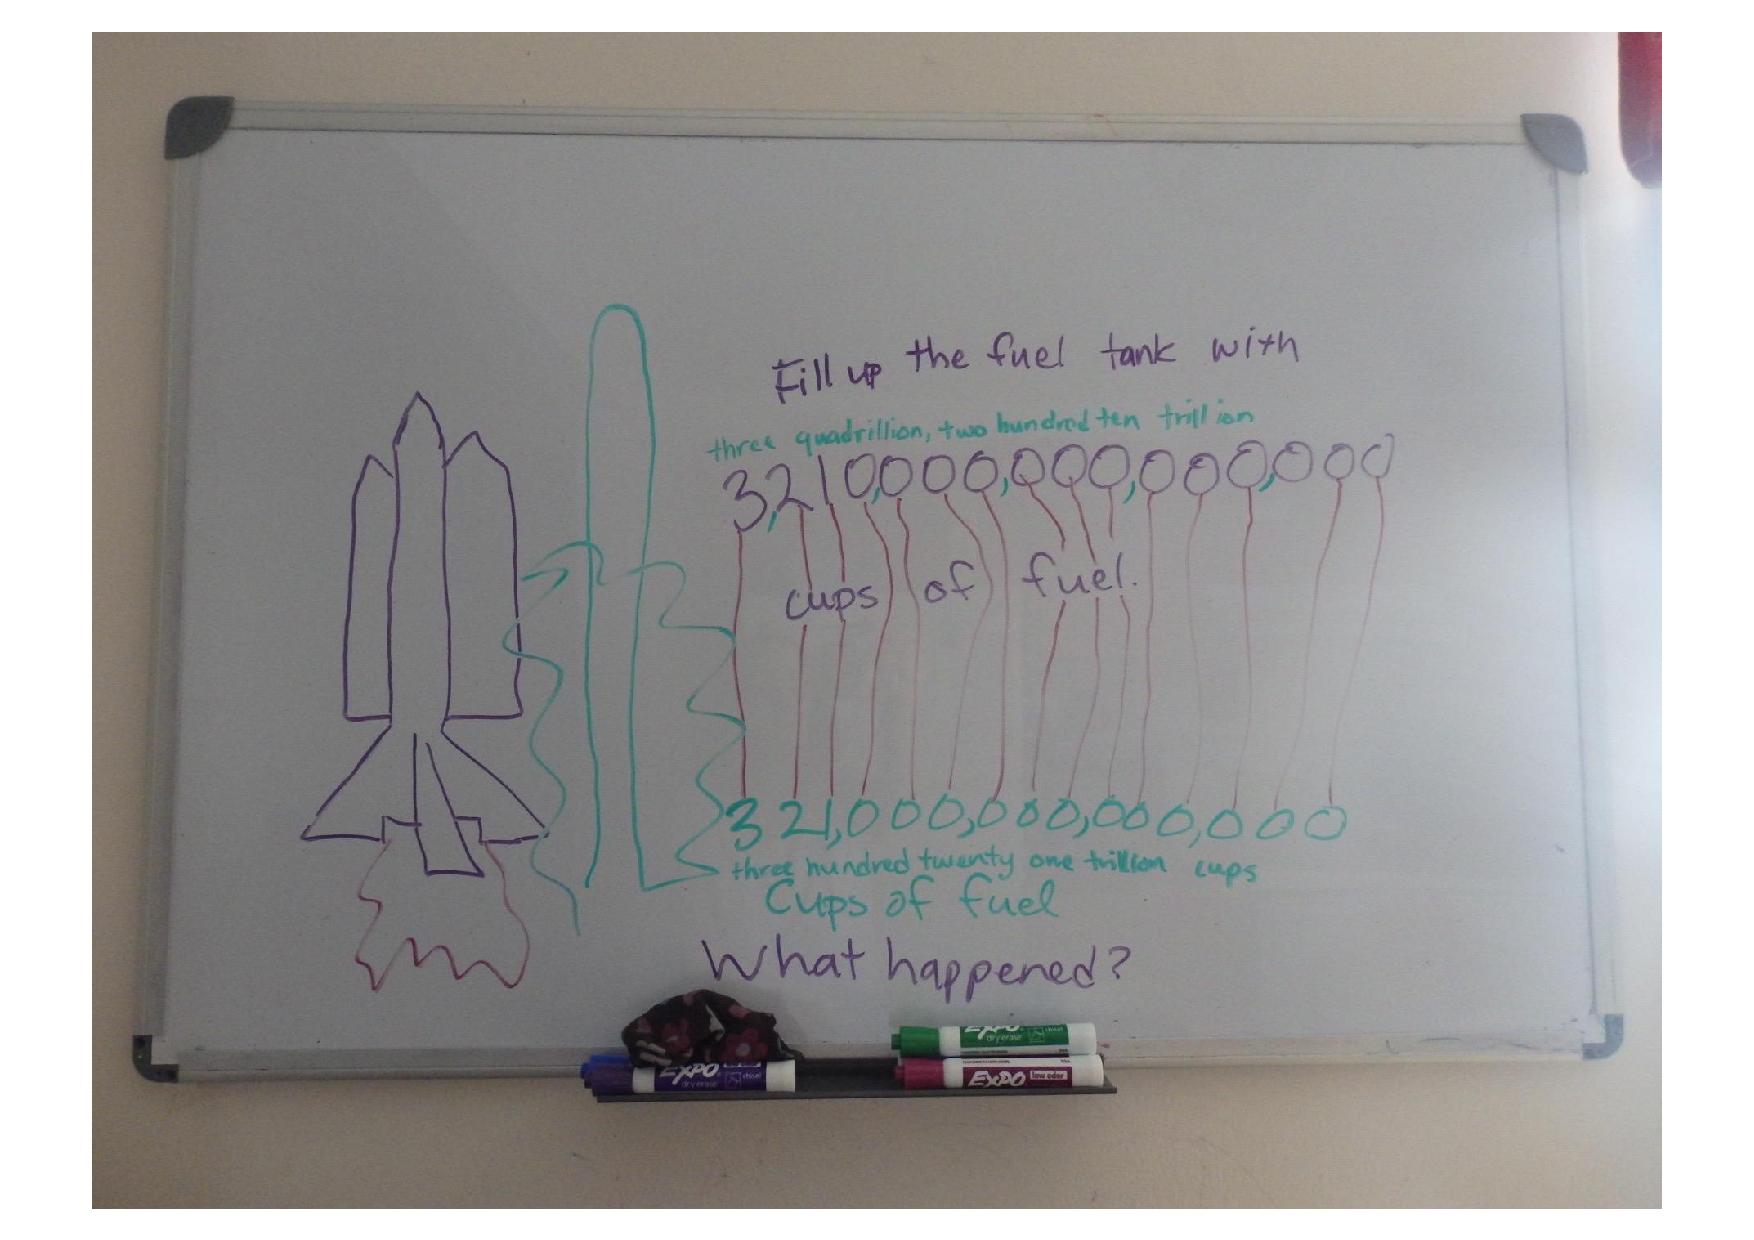 Fill up the fuel tank with
three quadrillion, two hundred ten trillion
3,210,000,000,000,000
cups of fuel.
321,000,000,000,000
three hundred twenty one trillion cups
Cups of fuel
What happened?
EXPO
dry erase
chisel
EXPO
dry erase
chisel
EXPO
low odor